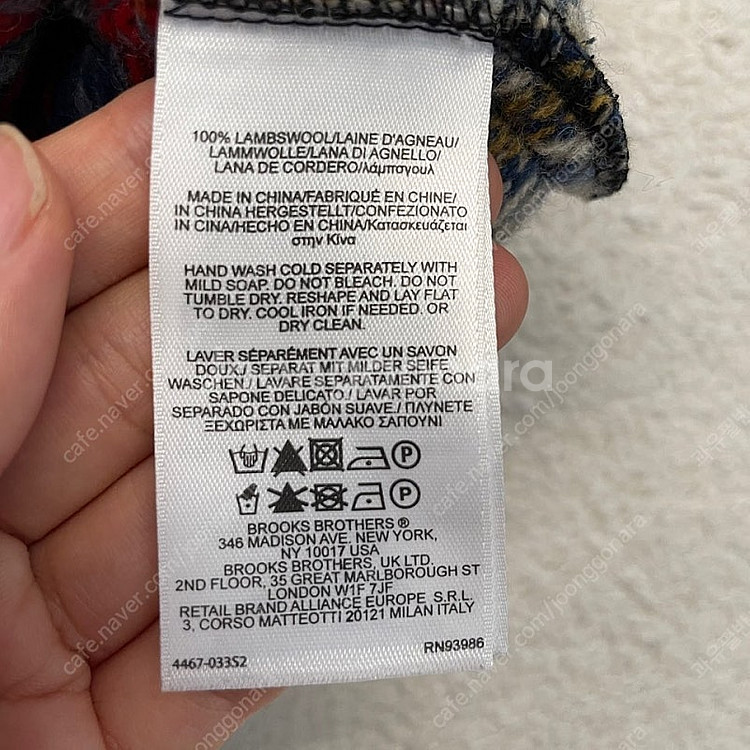 100% LAMBSWOOL/LAINE D'AGNEAU/
LAMMWOLLE/LANA DI AGNELLO/
LANA DE CORDERO/λάμπσγουλ
MADE IN CHINA/FABRIQUÉ EN CHINE/
IN CHINA HERGESTELLT/CONFEZIONATO
IN CINA/HECHO EN CHINA/Κατασκευάζεται
στην Κίνα
HAND WASH COLD SEPARATELY WITH
MILD SOAP. DO NOT BLEACH. DO NOT
TUMBLE DRY. RESHAPE AND LAY FLAT
TO DRY. COOL IRON IF NEEDED. OR
DRY CLEAN.
LAVER SÉPARÉMENT AVEC UN SAVON
DOUX./ SEPARAT MIT MILDER SEIFE
WASCHEN./ LAVARE SEPARATAMENTE CON
SAPONE DELICATO./ LAVAR POR
SEPARADO CON JABÓN SUAVE./ ΠΛΥΝΕΤΕ
ΞΕΧΩΡΙΣΤΑ ΜΕ ΜΑΛΑΚΟ ΣΑΠΟΥΝΙ
P
P
BROOKS BROTHERS ®
346 MADISON AVE. NEW YORK,
NY 10017 USA
BROOKS BROTHERS, UK LTD.
2ND FLOOR, 35 GREAT MARLBOROUGH ST
LONDON W1F 7JF
RETAIL BRAND ALLIANCE EUROPE S.R.L.
3, CORSO MATTEOTTI 20121 MILAN ITALY
RN93986
4467-033S2
cafe.naver.com/joonggonara